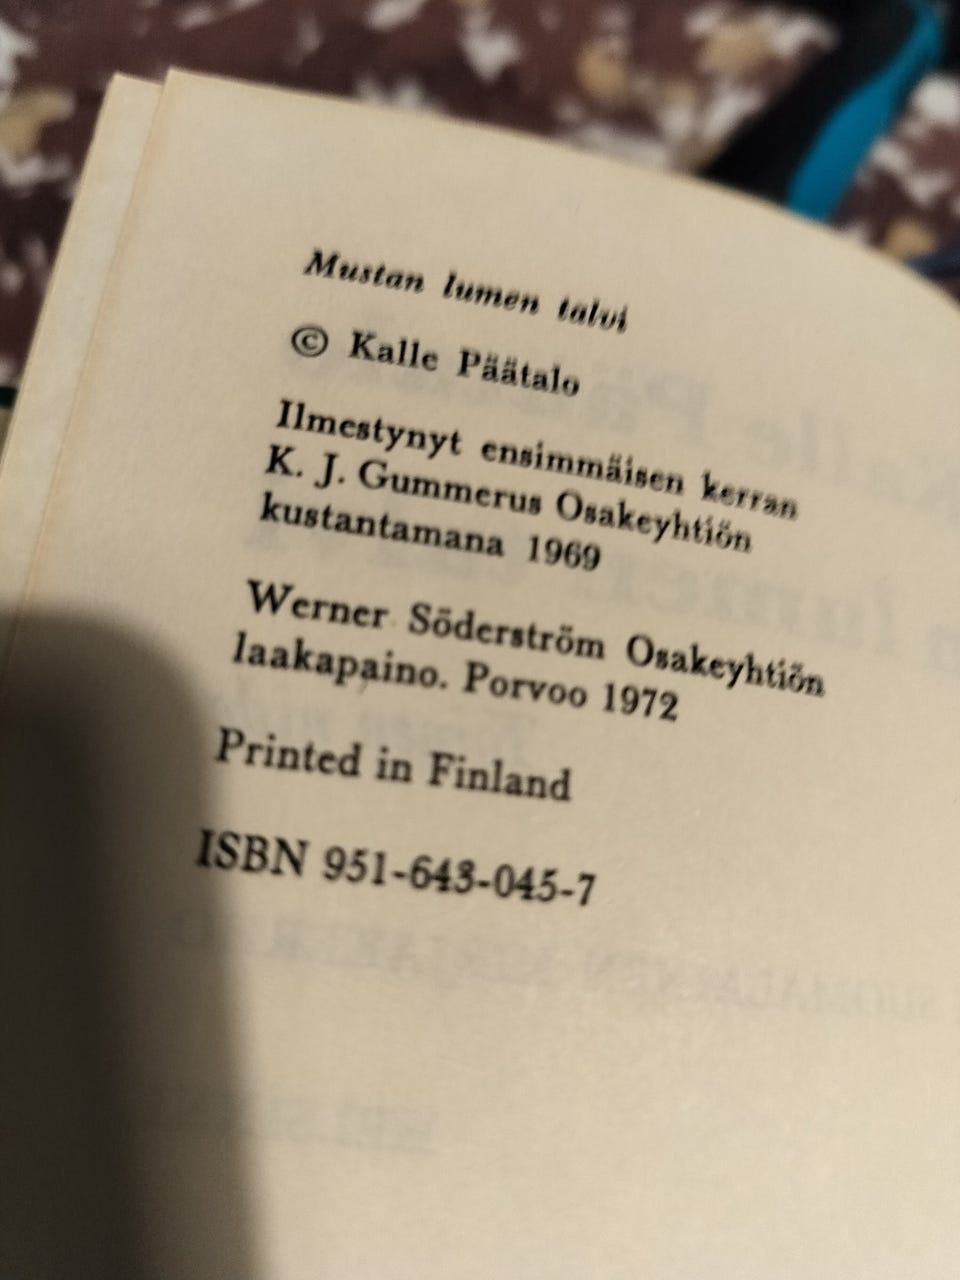 Mustan lumen talvi
© Kalle Päätalo
Ilmestynyt ensimmäisen kerran
K. J. Gummerus Osakeyhtiön
kustantamana 1969
Werner Söderström Osakeyhtiön
laakapaino. Porvoo 1972
Printed in Finland
ISBN 951-643-045-7